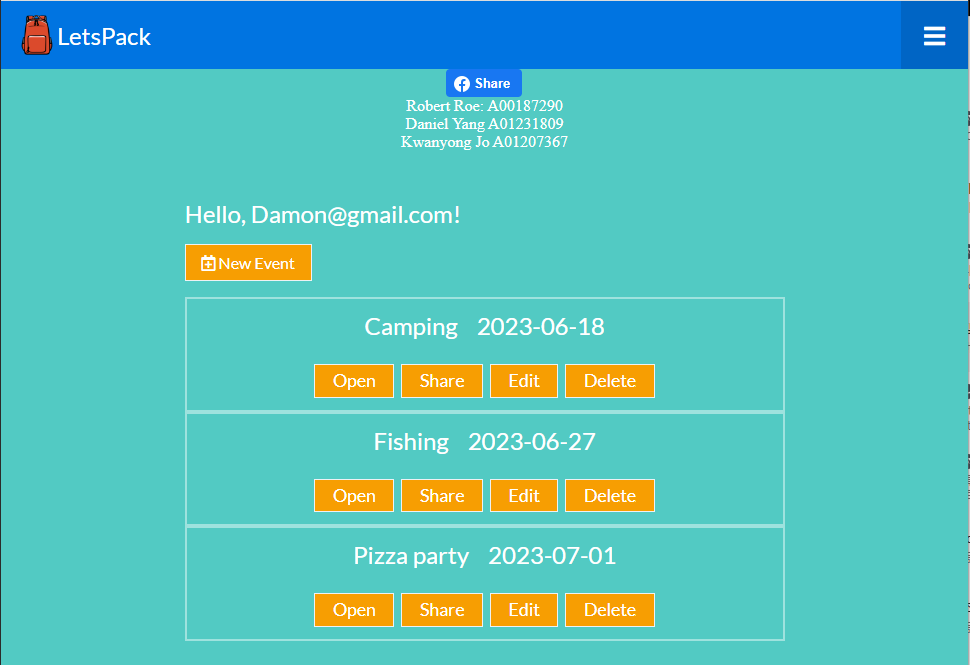 LetsPack
Share
Robert Roe: A00187290
Daniel Yang A01231809
Kwanyong Jo A01207367
Hello, Damon@gmail.com!
New Event
Camping 2023-06-18
Open Share Edit Delete
Fishing 2023-06-27
Open Share Edit Delete
Pizza party 2023-07-01
Open Share Edit Delete